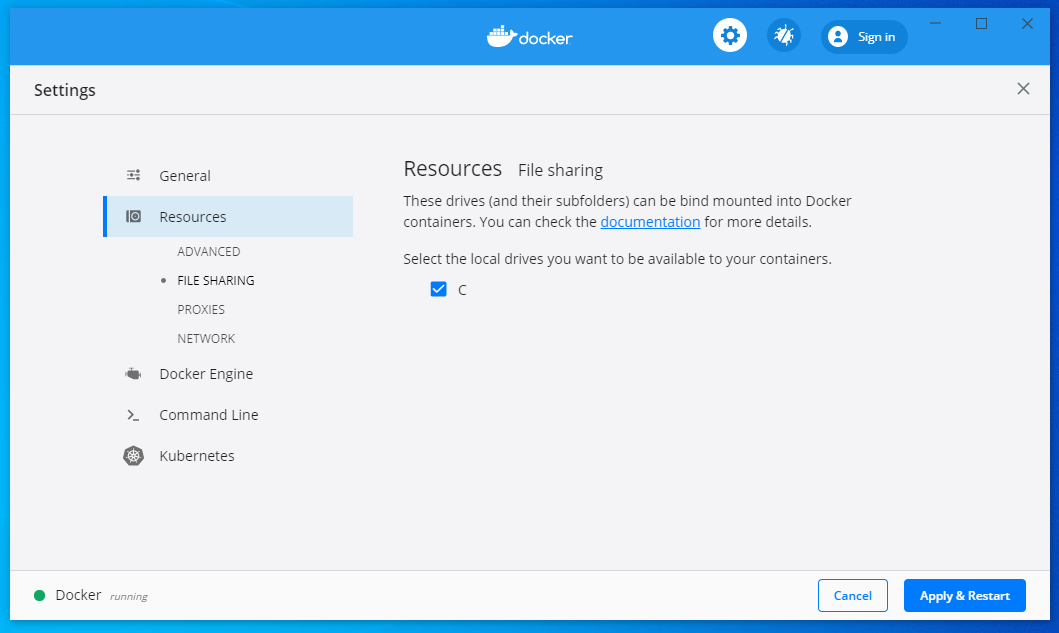 docker
Sign in
Settings
General
Resources
ADVANCED
FILE SHARING
PROXIES
NETWORK
Docker Engine
Command Line
Kubernetes
Resources File sharing
These drives (and their subfolders) can be bind mounted into Docker
containers. You can check the documentation for more details.
Select the local drives you want to be available to your containers.
C
Docker running
Cancel
Apply & Restart